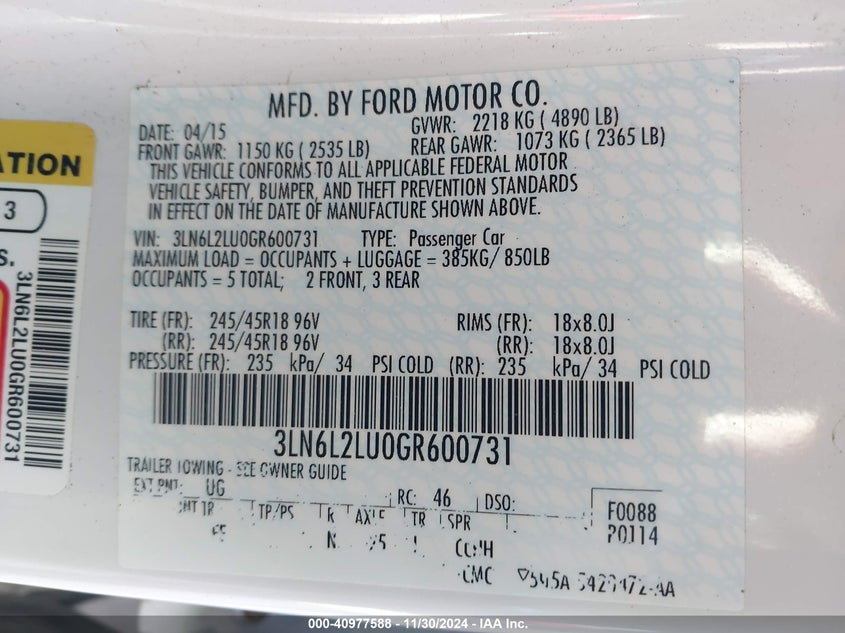 ATION
3
S.
3LN6L2LU0GR600731
MFD. BY FORD MOTOR CO.
DATE: 04/15 GVWR: 2218 KG ( 4890 LB)
FRONT GAWR: 1150 KG ( 2535 LB) REAR GAWR: 1073 KG ( 2365 LB)
THIS VEHICLE CONFORMS TO ALL APPLICABLE FEDERAL MOTOR
VEHICLE SAFETY, BUMPER, AND THEFT PREVENTION STANDARDS
IN EFFECT ON THE DATE OF MANUFACTURE SHOWN ABOVE.
VIN: 3LN6L2LU0GR600731 TYPE: Passenger Car
MAXIMUM LOAD = OCCUPANTS + LUGGAGE = 385KG/ 850LB
OCCUPANTS = 5 TOTAL; 2 FRONT, 3 REAR
TIRE (FR): 245/45R18 96V RIMS (FR): 18x8.0J
(RR): 245/45R18 96V (RR): 18x8.0J
PRESSURE (FR): 235 kPa/ 34 PSI COLD (RR): 235 kPa/ 34 PSI COLD
3LN6L2LU0GR600731
TRAILER TOWING - SEE OWNER GUIDE
EXT PNT: UG RC: 46 DSO: F0088
INT TR TP/PS R AXLE TR SPR P0114
000-40977588 - 11/30/2024 - IAA Inc.